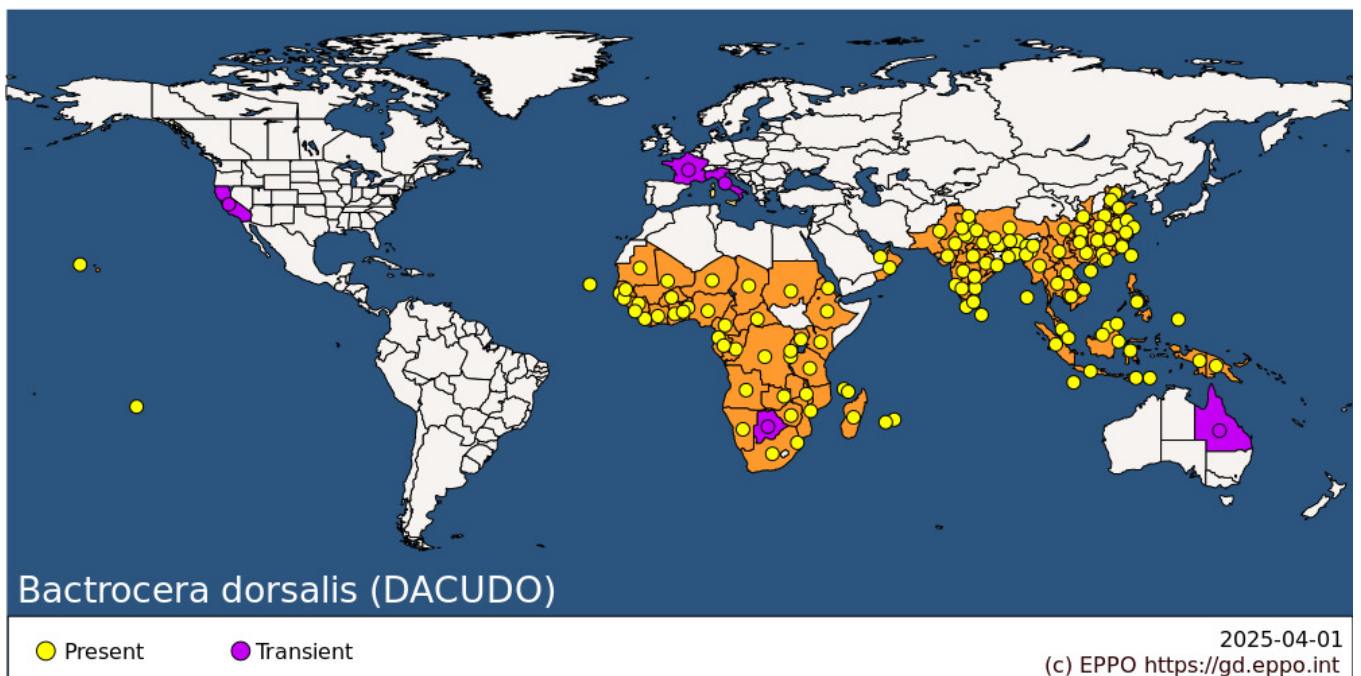 Bactrocera dorsalis (DACUDO)
Present
Transient
2025-04-01
(c) EPPO https://gd.eppo.int